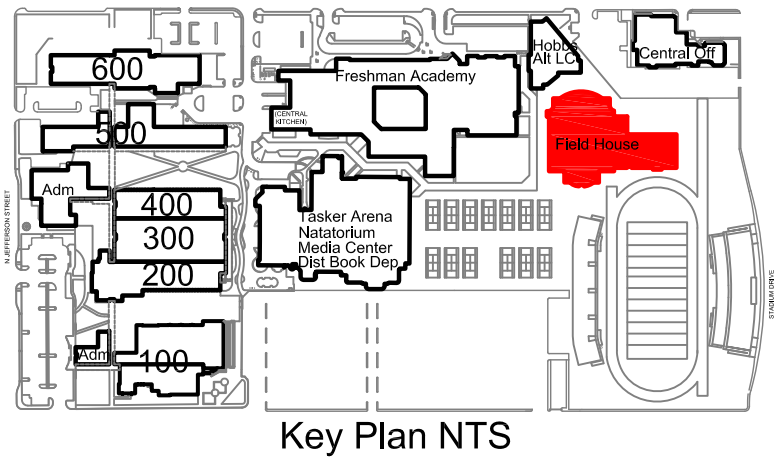 600
Freshman Academy
Hobbs
Alt LC
Central Off
(CENTRAL
KITCHEN)
500
Field House
Adm
400
300
200
Tasker Arena
Natatorium
Media Center
Dist Book Dep
N JEFFERSON STREET
STADIUM DRIVE
Adm
100
Key Plan NTS